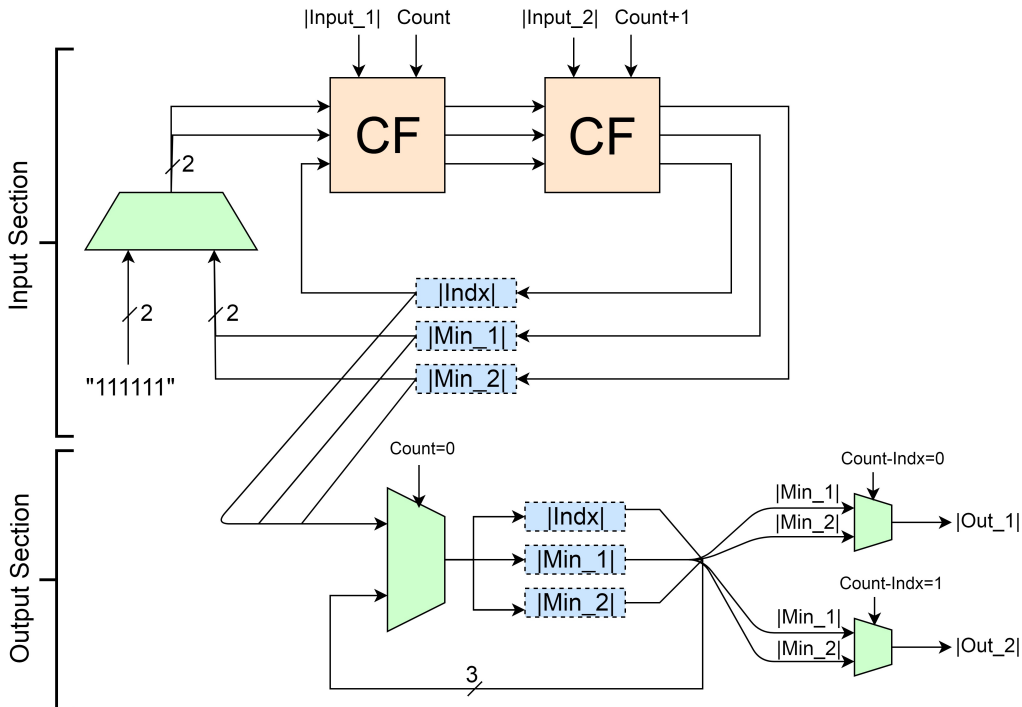 |Input_1|
Count
|Input_2|
Count+1
CF
CF
2
Input Section
|Indx|
2
2
|Min_1|
|Min_2|
"111111"
Count=0
Count-Indx=0
|Min_1|
|Indx|
|Out_1|
|Min_2|
Output Section
|Min_1|
Count-Indx=1
|Min_2|
|Min_1|
|Out_2|
|Min_2|
3